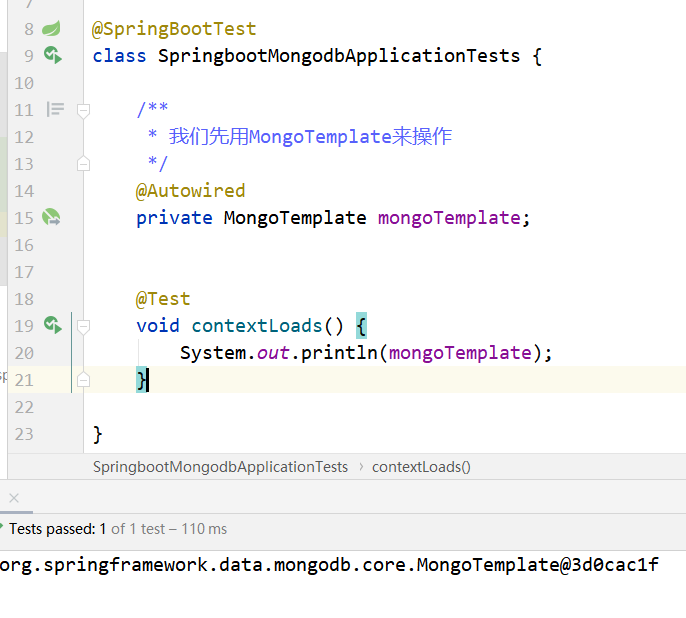 7
8 @SpringBootTest
9 class SpringbootMongodbApplicationTests {
10
11 /**
12 * 我们先用MongoTemplate来操作
13 */
14 @Autowired
15 private MongoTemplate mongoTemplate;
16
17
18 @Test
19 void contextLoads() {
20 System.out.println(mongoTemplate);
21 }
22
23 }
SpringbootMongodbApplicationTests › contextLoads()
Tests passed: 1 of 1 test – 110 ms
org.springframework.data.mongodb.core.MongoTemplate@3d0cac1f